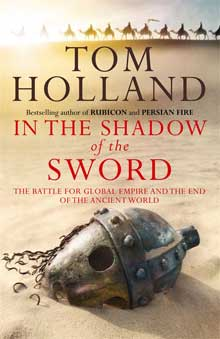 TOM
HOLLAND
Bestselling author of RUBICON and PERSIAN FIRE
IN THE SHADOW
of the
SWORD
THE BATTLE FOR GLOBAL EMPIRE AND THE END
OF THE ANCIENT WORLD